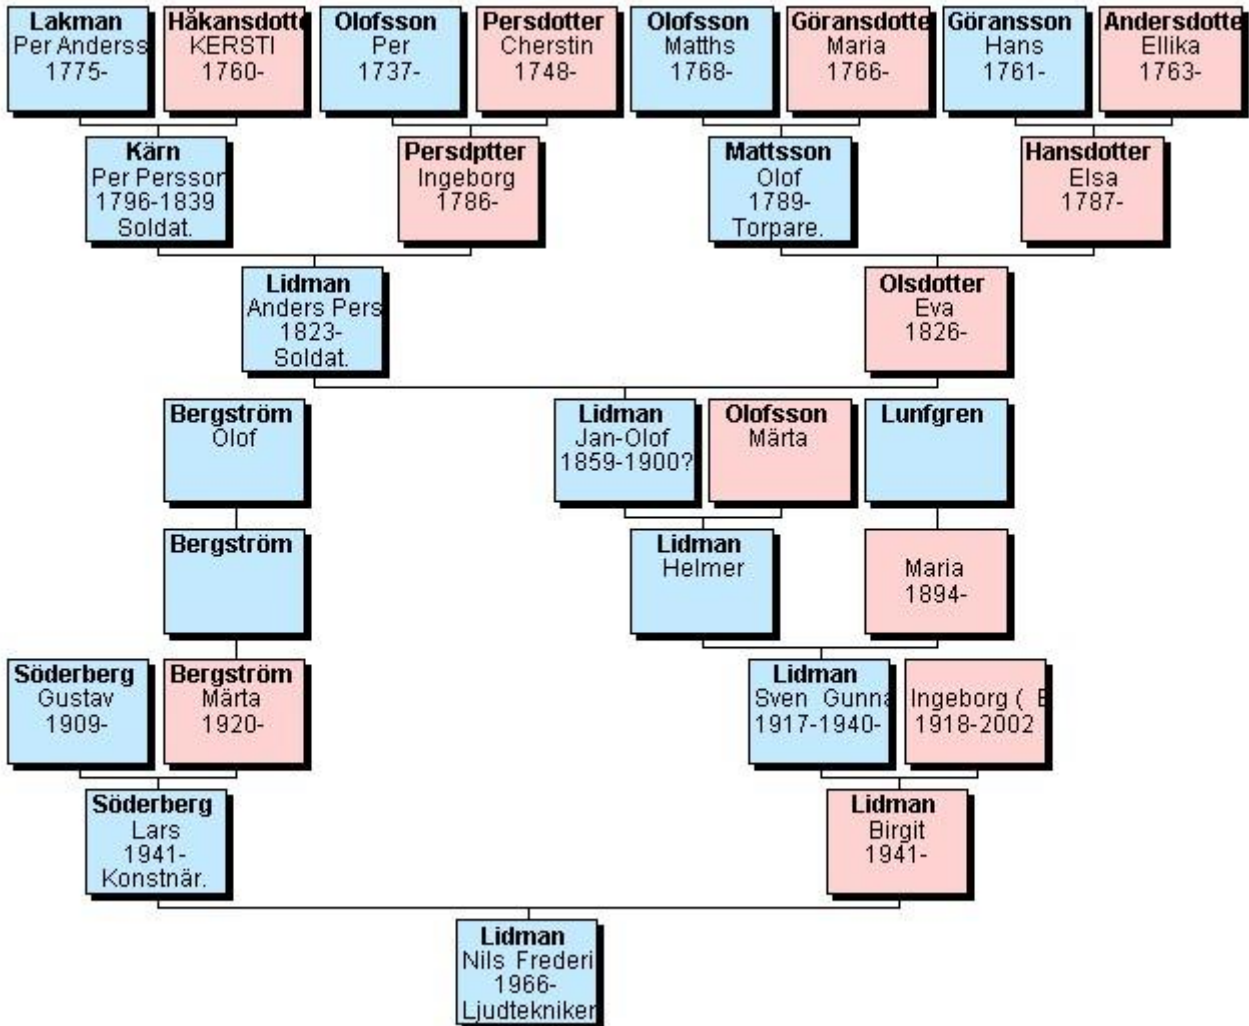 Lakman
Per Anderss
1775-
Håkansdotte
KERSTI
1760-
Olofsson
Per
1737-
Persdotter
Cherstin
1748-
Olofsson
Matths
1768-
Göransdotte
Maria
1766-
Göransson
Hans
1761-
Andersdotte
Ellika
1763-
Kärn
Per Persson
1796-1839
Soldat.
Persdptter
Ingeborg
1786-
Mattsson
Olof
1789-
Torpare.
Hansdotter
Elsa
1787-
Lidman
Anders Pers
1823-
Soldat.
Olsdotter
Eva
1826-
Bergström
Olof
Lidman
Jan-Olof
1859-1900?
Olofsson
Märta
Lunfgren
Bergström
Lidman
Helmer
Maria
1894-
Söderberg
Gustav
1909-
Bergström
Märta
1920-
Lidman
Sven Gunna
1917-1940-
Ingeborg ( E
1918-2002
Söderberg
Lars
1941-
Konstnär.
Lidman
Birgit
1941-
Lidman
Nils Frederi
1966-
Ljudtekniker